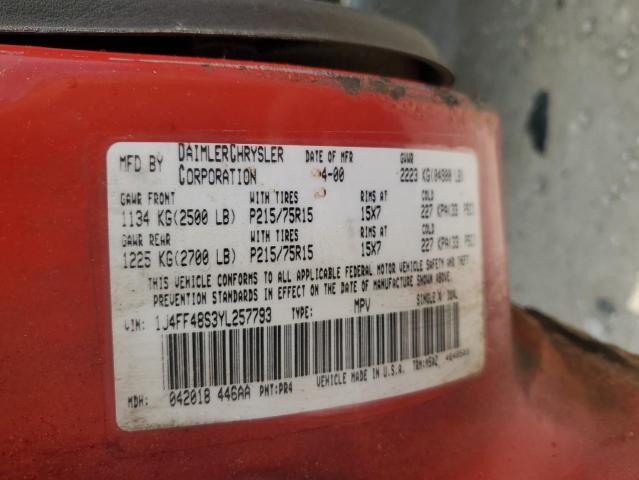 MFD BY DAIMLERCHRYSLER CORPORATION DATE OF MFR 4-00 GVWR 2223 KG(04900 LB)
GAWR FRONT WITH TIRES RIMS AT COLD
1134 KG(2500 LB) P215/75R15 15X7 227 KPA(33 PSI)
GAWR REAR WITH TIRES RIMS AT COLD
1225 KG(2700 LB) P215/75R15 15X7 227 KPA(33 PSI)
THIS VEHICLE CONFORMS TO ALL APPLICABLE FEDERAL MOTOR VEHICLE SAFETY AND THEFT
PREVENTION STANDARDS IN EFFECT ON THE DATE OF MANUFACTURE SHOWN ABOVE.
VIN: 1J4FF48S3YL257793 TYPE: MPV SINGLE X DUAL
MDH: 042018 446AA PNT:PR4 VEHICLE MADE IN U.S.A.